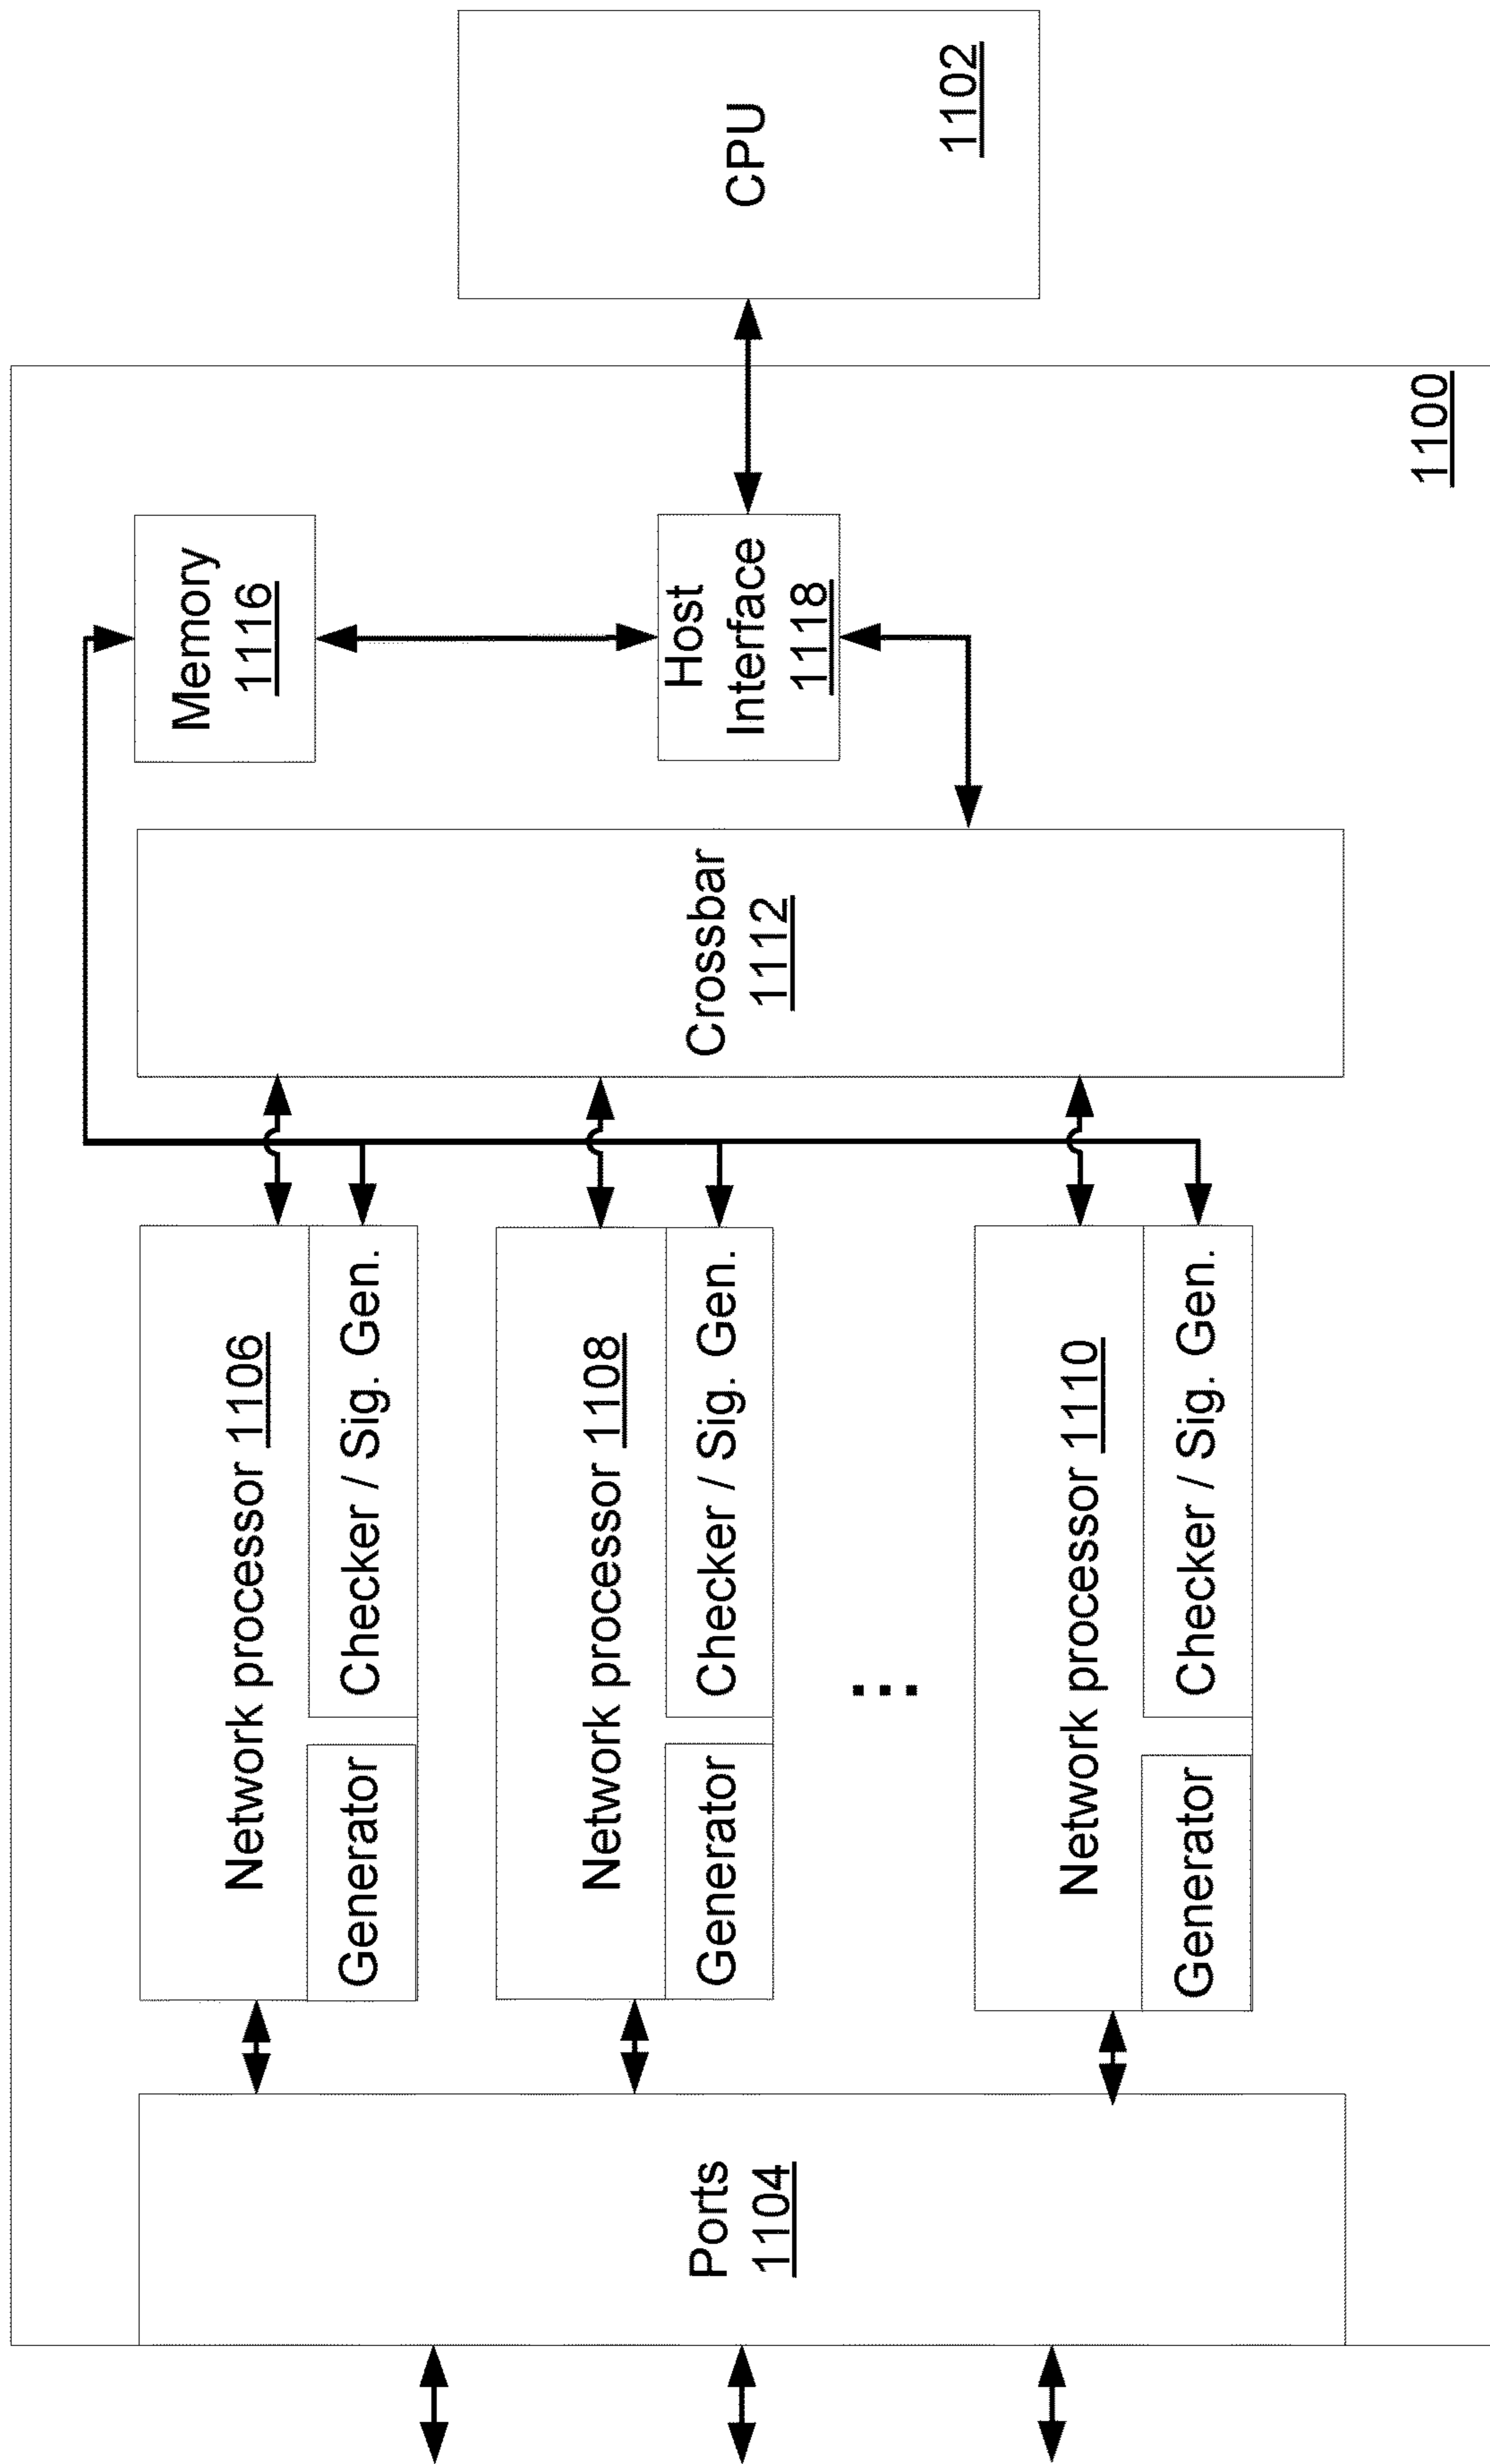 Ports
1104
Network processor 1106
Generator
Checker / Sig. Gen.
Network processor 1108
Generator
Checker / Sig. Gen.
...
Network processor 1110
Generator
Checker / Sig. Gen.
Crossbar
1112
Memory
1116
Host
Interface
1118
CPU
1102
1100